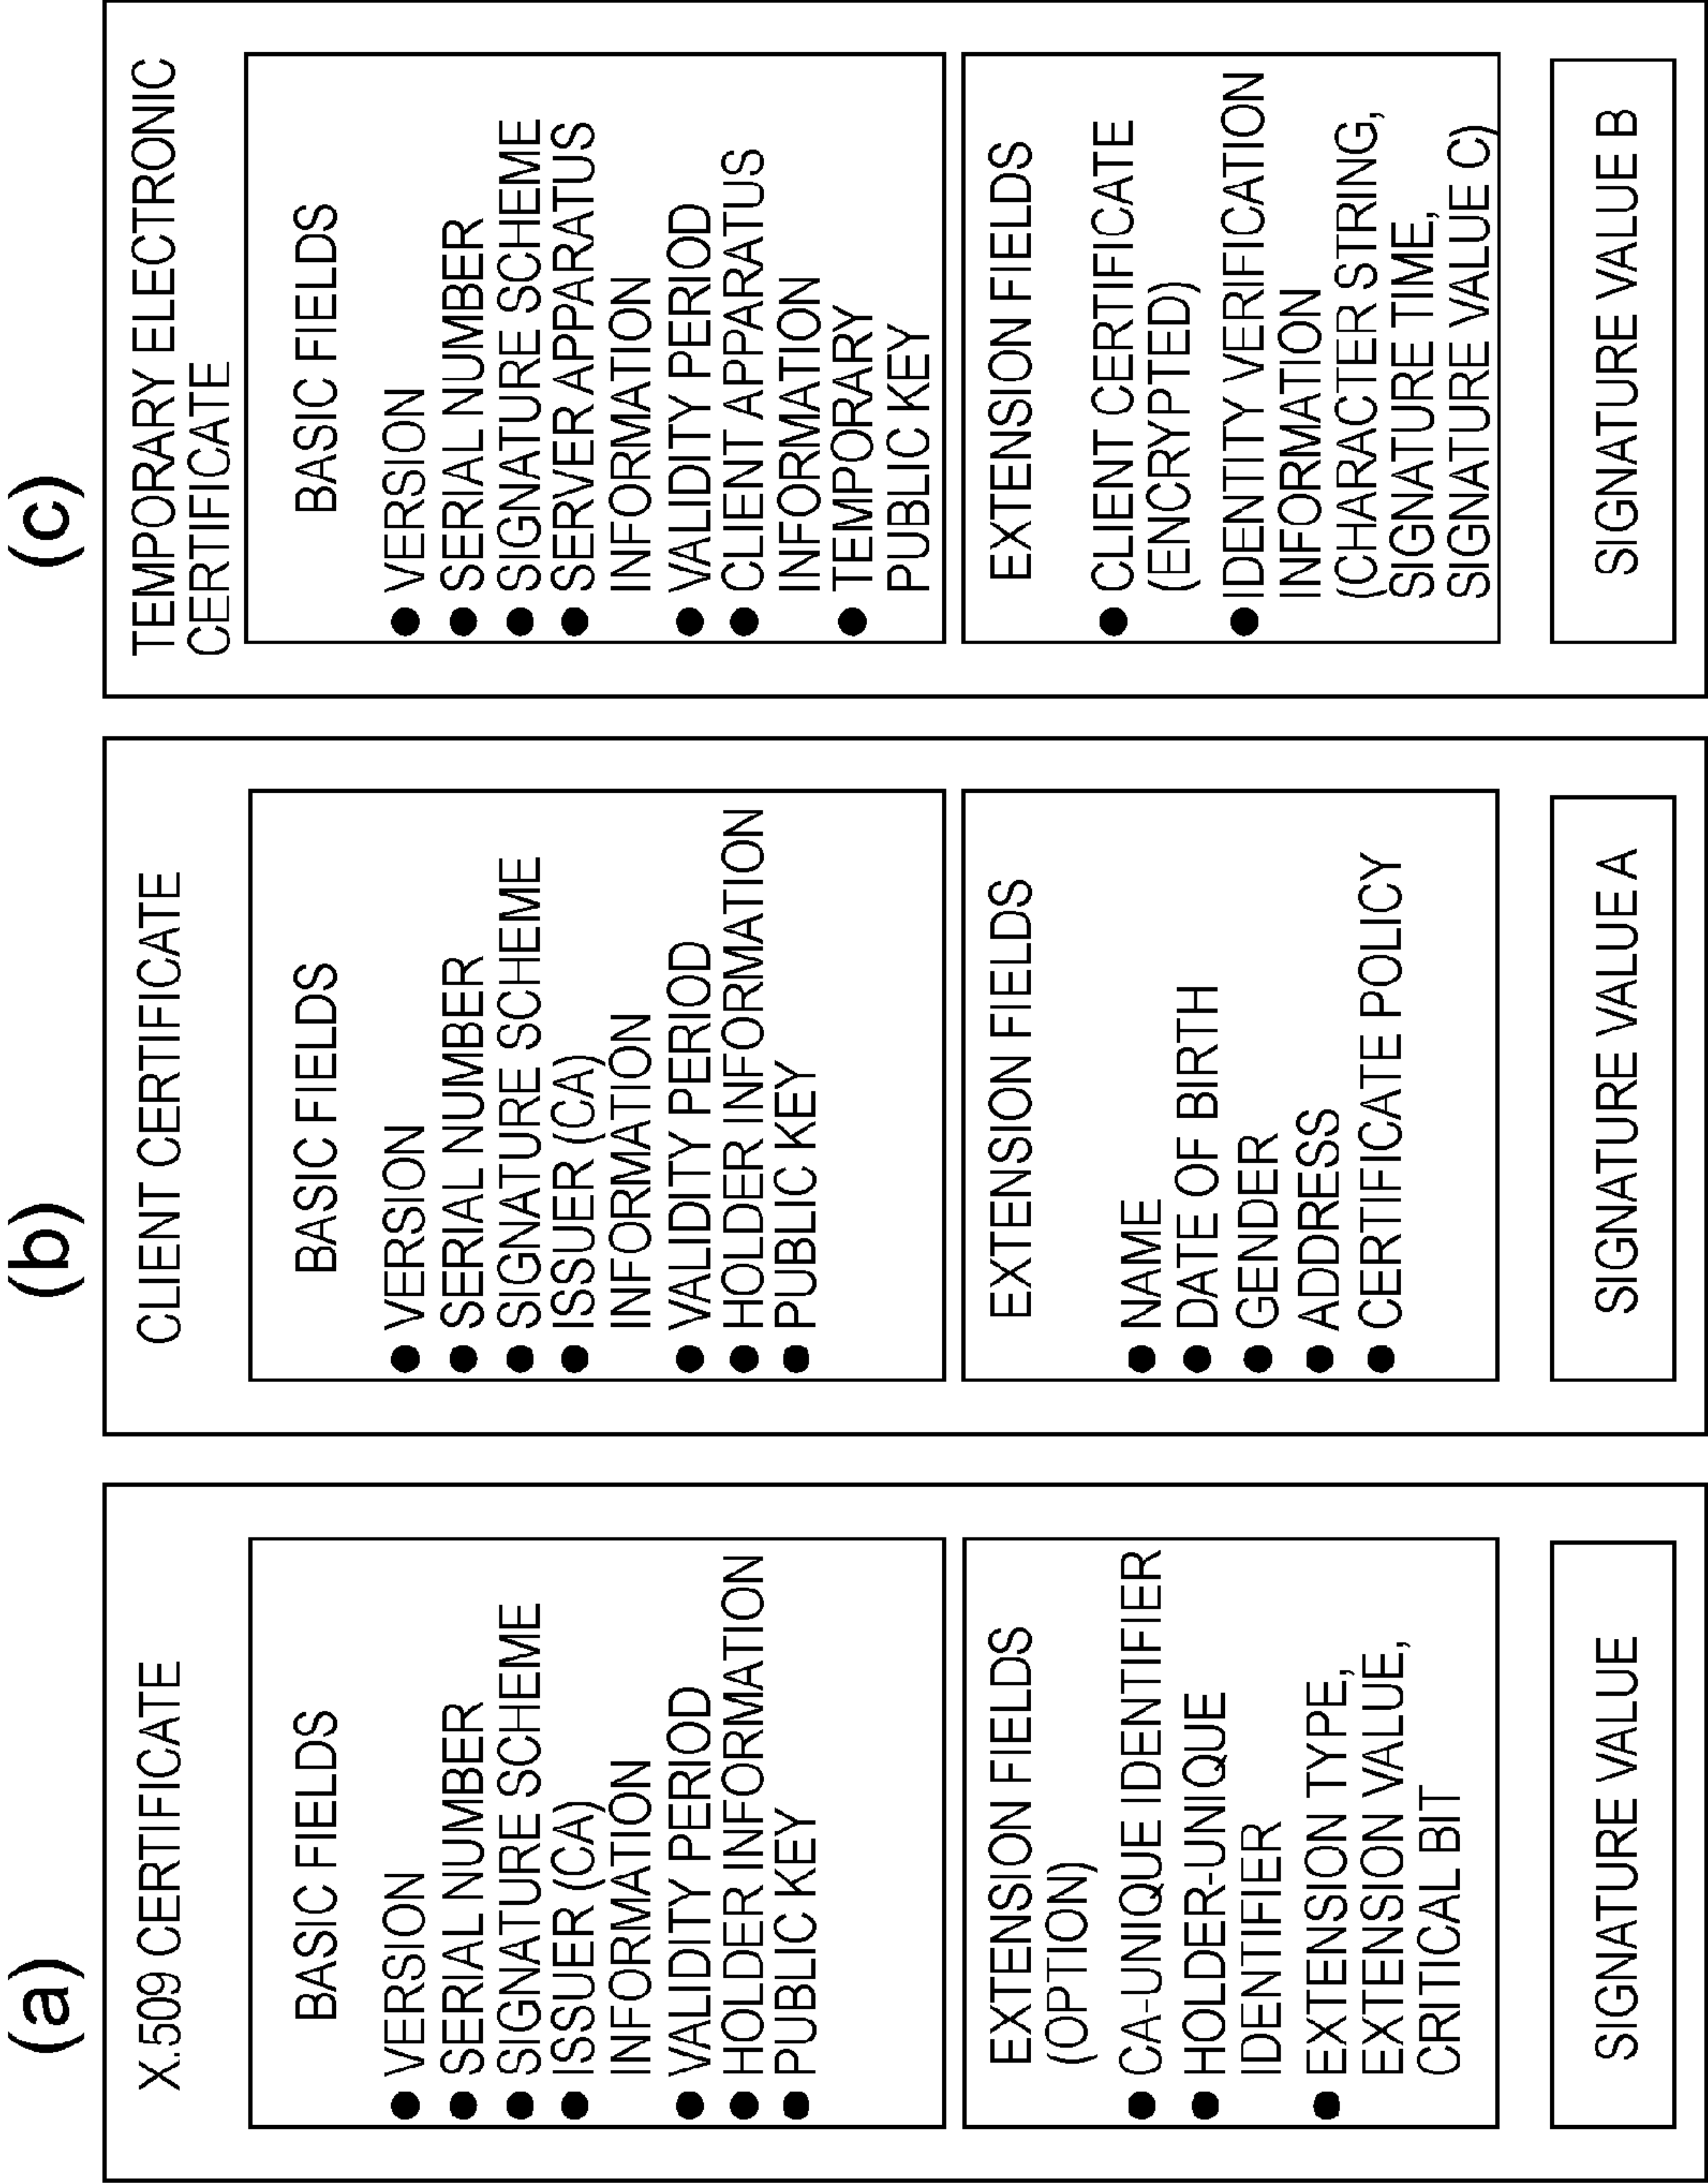 (a)
X.509 CERTIFICATE
BASIC FIELDS
● VERSION
● SERIAL NUMBER
● SIGNATURE SCHEME
● ISSUER (CA)
INFORMATION
● VALIDITY PERIOD
● HOLDER INFORMATION
● PUBLIC KEY
EXTENSION FIELDS
(OPTION)
● CA-UNIQUE IDENTIFIER
● HOLDER-UNIQUE
IDENTIFIER
● EXTENSION TYPE,
EXTENSION VALUE,
CRITICAL BIT
SIGNATURE VALUE
(b)
CLIENT CERTIFICATE
BASIC FIELDS
● VERSION
● SERIAL NUMBER
● SIGNATURE SCHEME
● ISSUER (CA)
INFORMATION
● VALIDITY PERIOD
● HOLDER INFORMATION
● PUBLIC KEY
EXTENSION FIELDS
● NAME
● DATE OF BIRTH
● GENDER
● ADDRESS
● CERTIFICATE POLICY
SIGNATURE VALUE A
(c)
TEMPORARY ELECTRONIC
CERTIFICATE
BASIC FIELDS
● VERSION
● SERIAL NUMBER
● SIGNATURE SCHEME
● SERVER APPARATUS
INFORMATION
● VALIDITY PERIOD
● CLIENT APPARATUS
INFORMATION
● TEMPORARY
PUBLIC KEY
EXTENSION FIELDS
● CLIENT CERTIFICATE
(ENCRYPTED)
● IDENTITY VERIFICATION
INFORMATION
(CHARACTER STRING,
SIGNATURE TIME,
SIGNATURE VALUE C)
SIGNATURE VALUE B